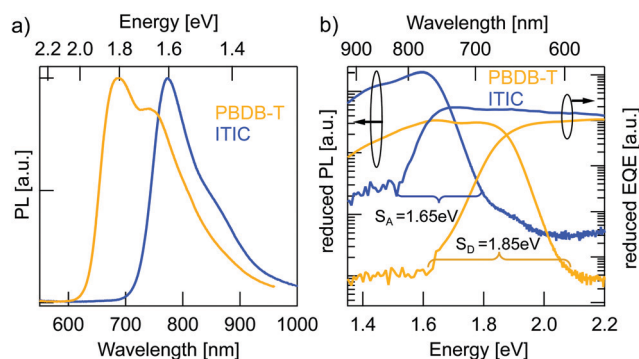 a)
Energy [eV]
2.2 2.0 1.8 1.6 1.4
PBDB-T
ITIC
PL [a.u.]
600 700 800 900 1000
Wavelength [nm]
b)
Wavelength [nm]
900 800 700 600
PBDB-T
ITIC
reduced PL [a.u.]
reduced EQE [a.u.]
S_A =1.65eV
S_D =1.85eV
1.4 1.6 1.8 2.0 2.2
Energy [eV]